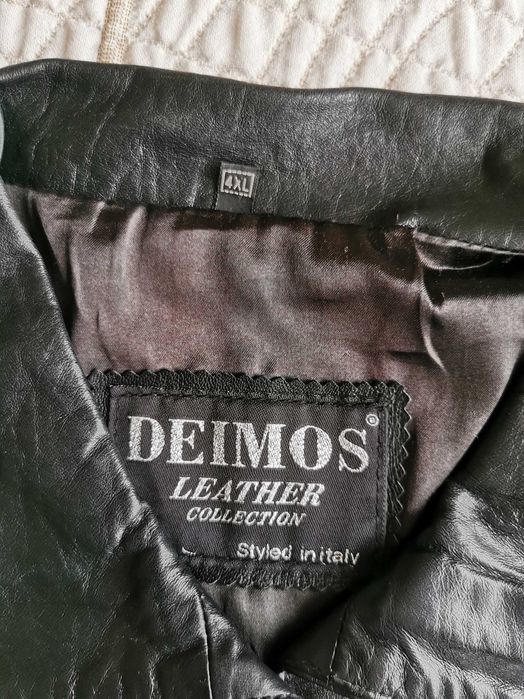 4XL
DEIMOS®
LEATHER
COLLECTION
Styled in italy